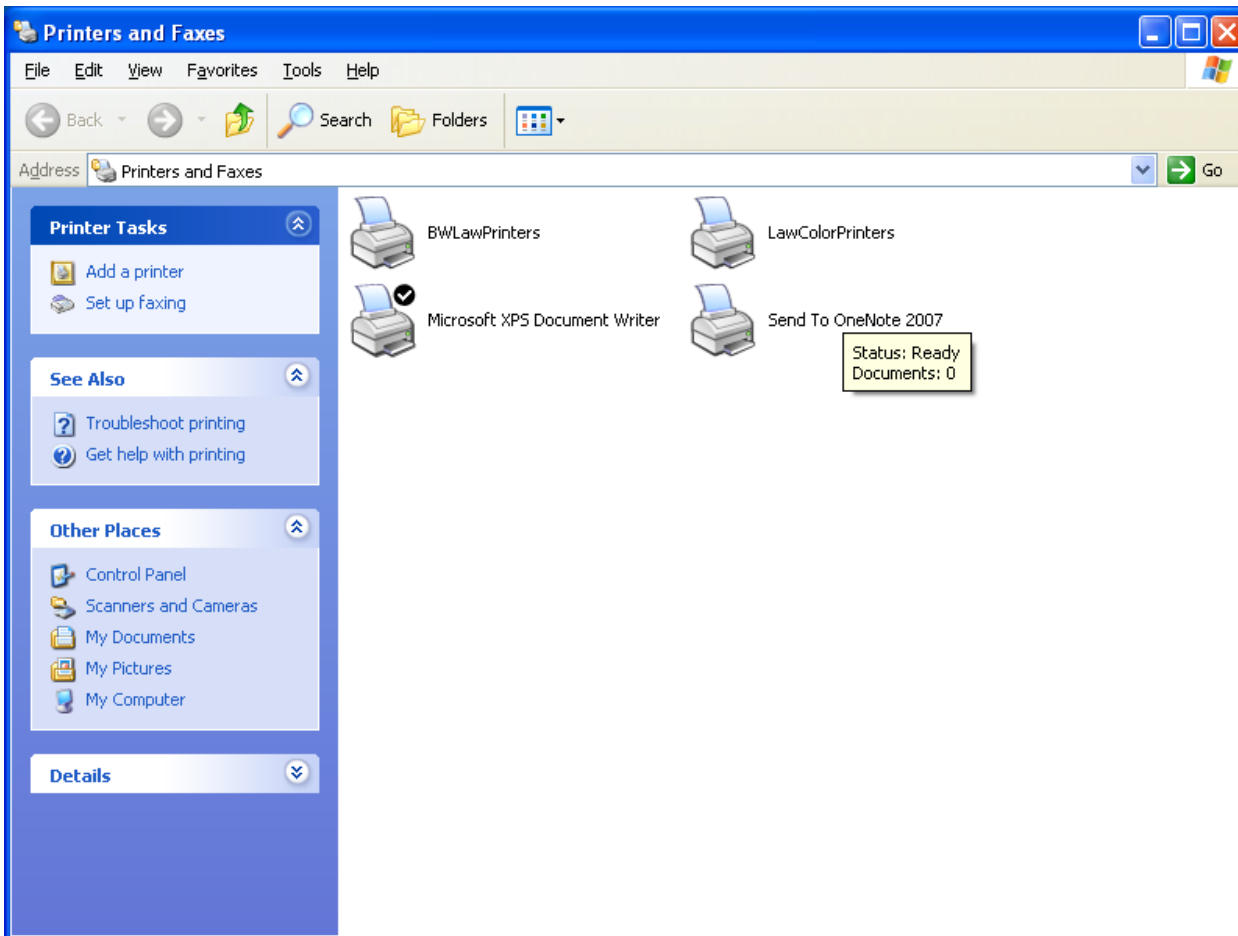 Printers and Faxes
File Edit View Favorites Tools Help
Back Search Folders
Address Printers and Faxes Go
Printer Tasks
Add a printer
Set up faxing
See Also
Troubleshoot printing
Get help with printing
Other Places
Control Panel
Scanners and Cameras
My Documents
My Pictures
My Computer
Details
BWLawPrinters LawColorPrinters
Microsoft XPS Document Writer Send To OneNote 2007
Status: Ready
Documents: 0